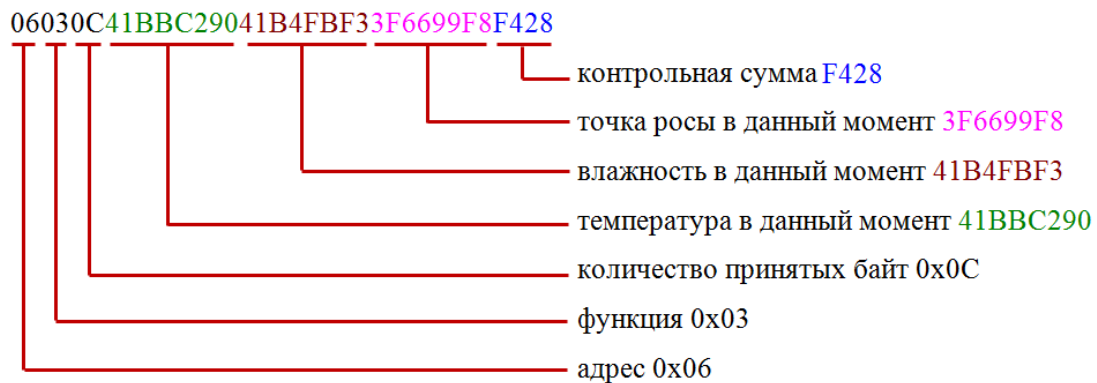 06030C41BBC29041B4FBF33F6699F8F428
контрольная сумма F428
точка росы в данный момент 3F6699F8
влажность в данный момент 41B4FBF3
температура в данный момент 41BBC290
количество принятых байт 0x0C
функция 0x03
адрес 0x06